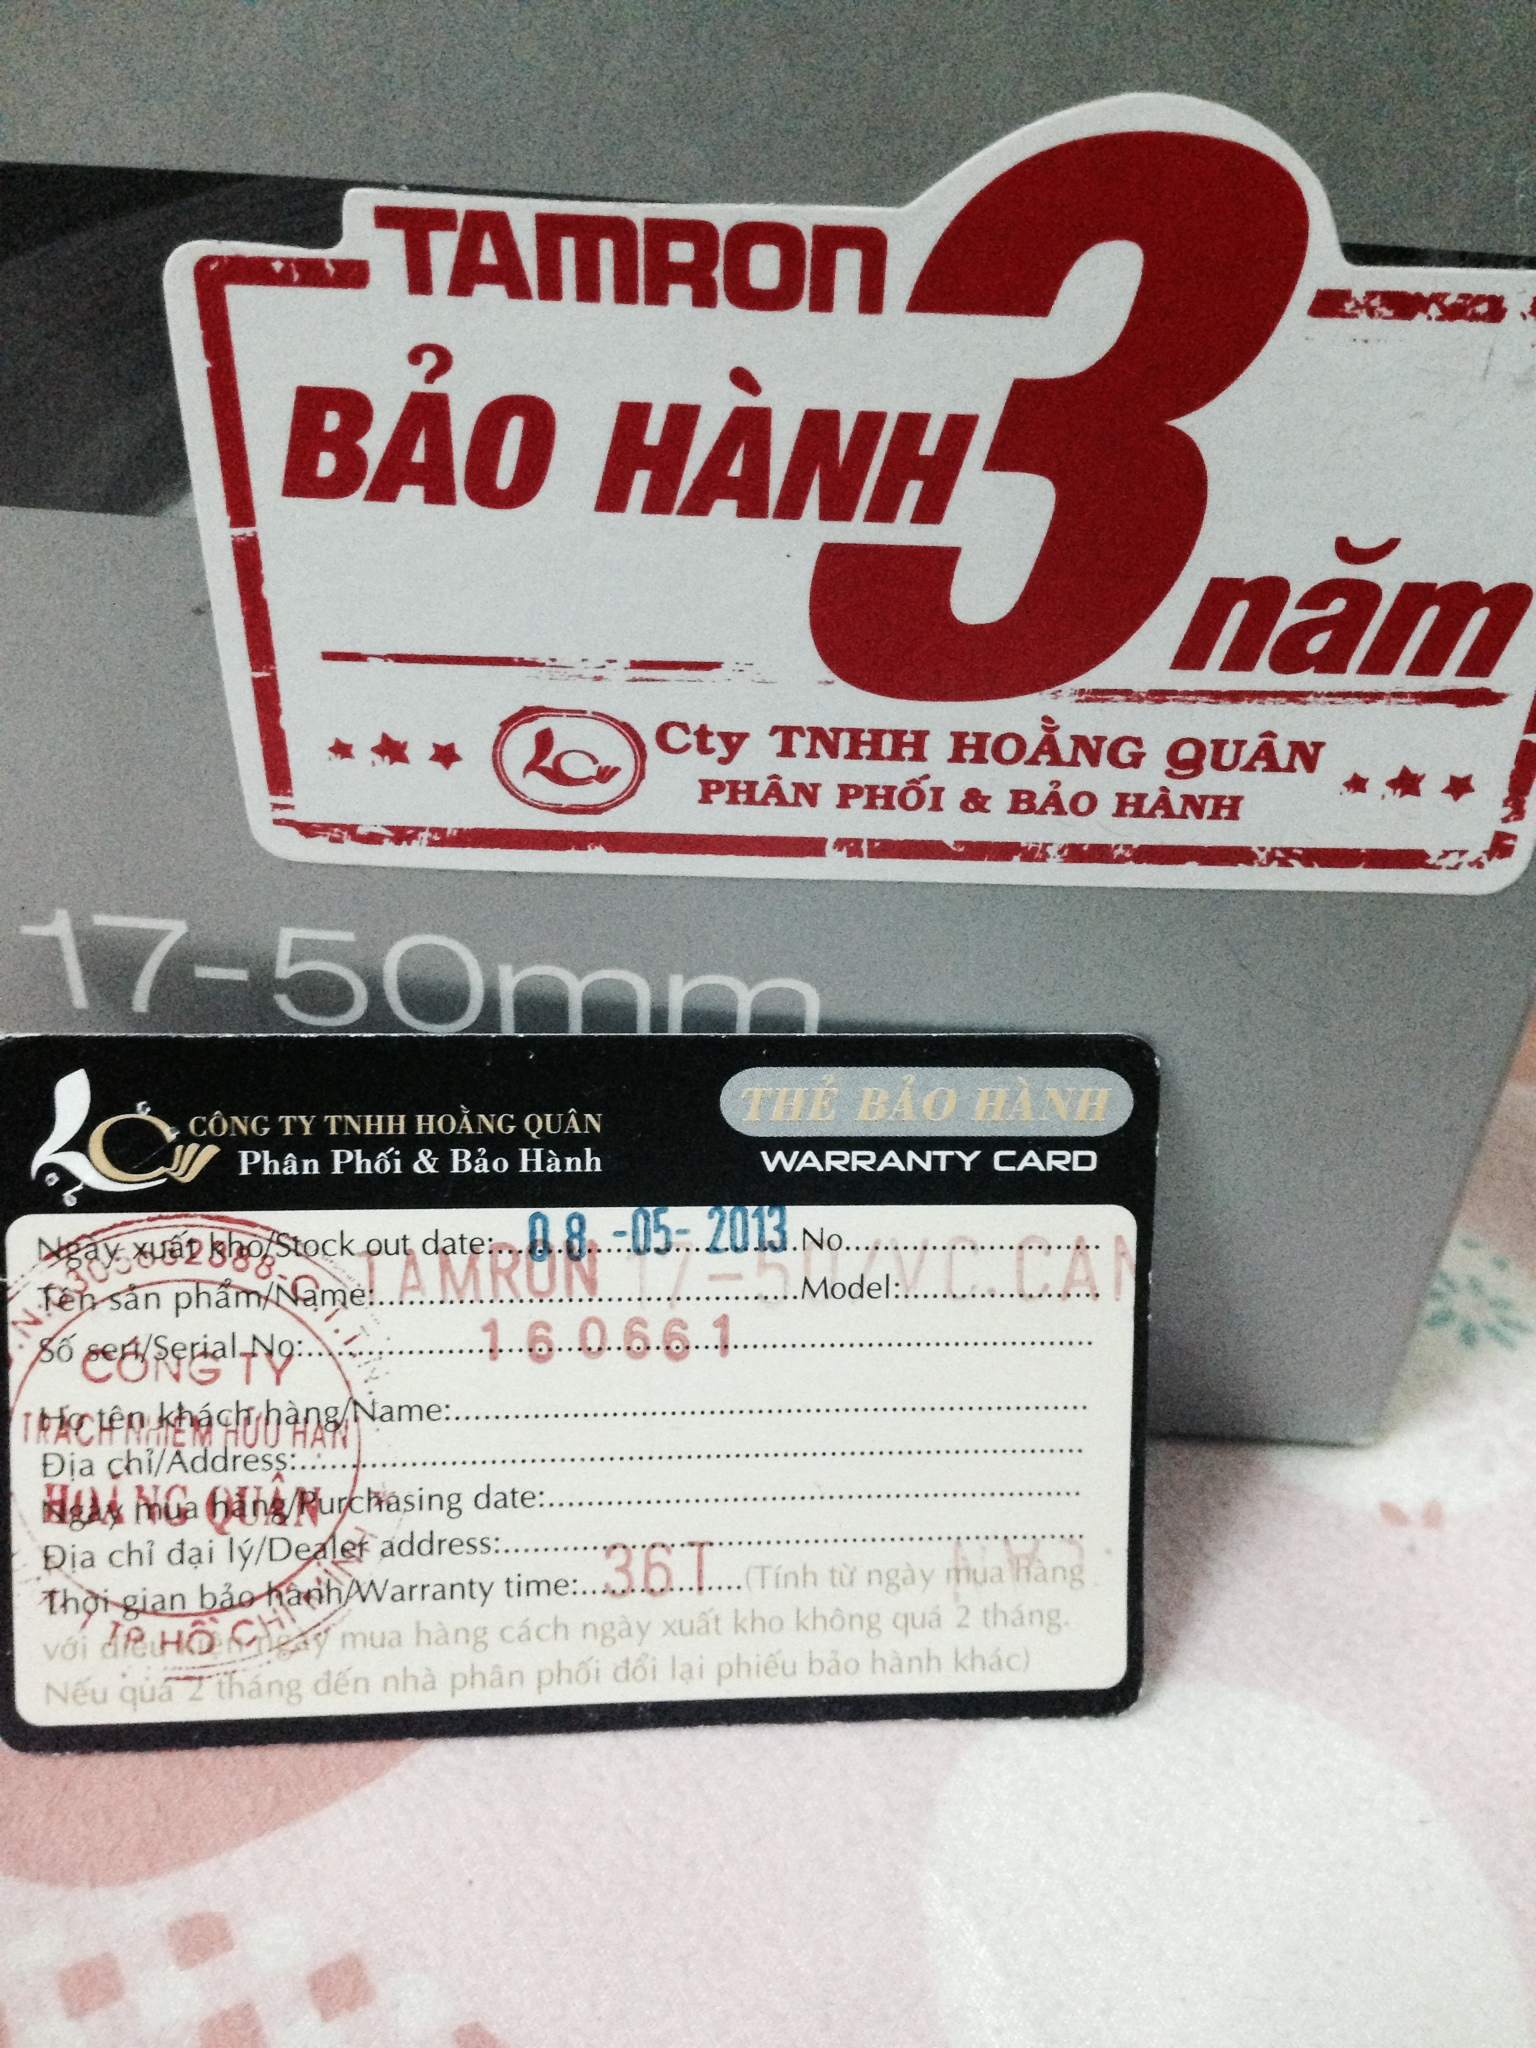 TAMRON
BẢO HÀNH 3 năm
Cty TNHH HOẰNG QUÂN
PHÂN PHỐI & BẢO HÀNH
17-50mm
CÔNG TY TNHH HOẰNG QUÂN
Phân Phối & Bảo Hành
THẺ BẢO HÀNH
WARRANTY CARD
Ngày xuất kho/Stock out date: 08-05-2013 No
TAMRON 17-50/VC.CAN
Tên sản phẩm/Name: Model:
Số seri/Serial No: 160661
CÔNG TY
Họ tên khách hàng/Name:
TRÁCH NHIỆM HỮU HẠN
Địa chỉ/Address:
Ngày mua hàng/Purchasing date:
HOẰNG QUÂN
Địa chỉ đại lý/Dealer address:
Thời gian bảo hành/Warranty time: 36T (Tính từ ngày mua hàng
với điều kiện ngày mua hàng cách ngày xuất kho không quá 2 tháng.
TP HỒ CHÍ MINH
Nếu quá 2 tháng đến nhà phân phối đổi lại phiếu bảo hành khác)